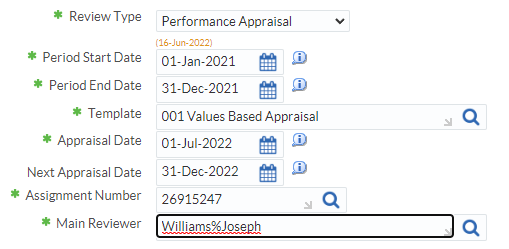 * Review Type Performance Appraisal
(16-Jun-2022)
* Period Start Date 01-Jan-2021
* Period End Date 31-Dec-2021
* Template 001 Values Based Appraisal
* Appraisal Date 01-Jul-2022
Next Appraisal Date 31-Dec-2022
* Assignment Number 26915247
* Main Reviewer Williams%Joseph